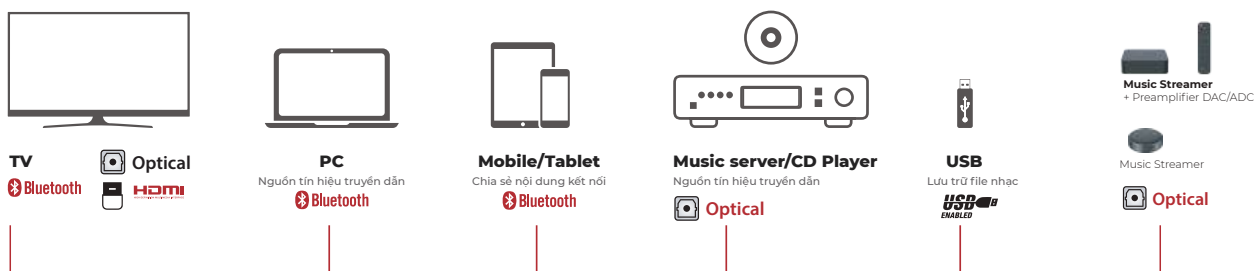 TV
Optical
Bluetooth
HDMI
PC
Nguồn tín hiệu truyền dẫn
Bluetooth
Mobile/Tablet
Chia sẻ nội dung kết nối
Bluetooth
Music server/CD Player
Nguồn tín hiệu truyền dẫn
Optical
USB
Lưu trữ file nhạc
USB
ENABLED
Music Streamer
+ Preamplifier DAC/ADC
Music Streamer
Optical